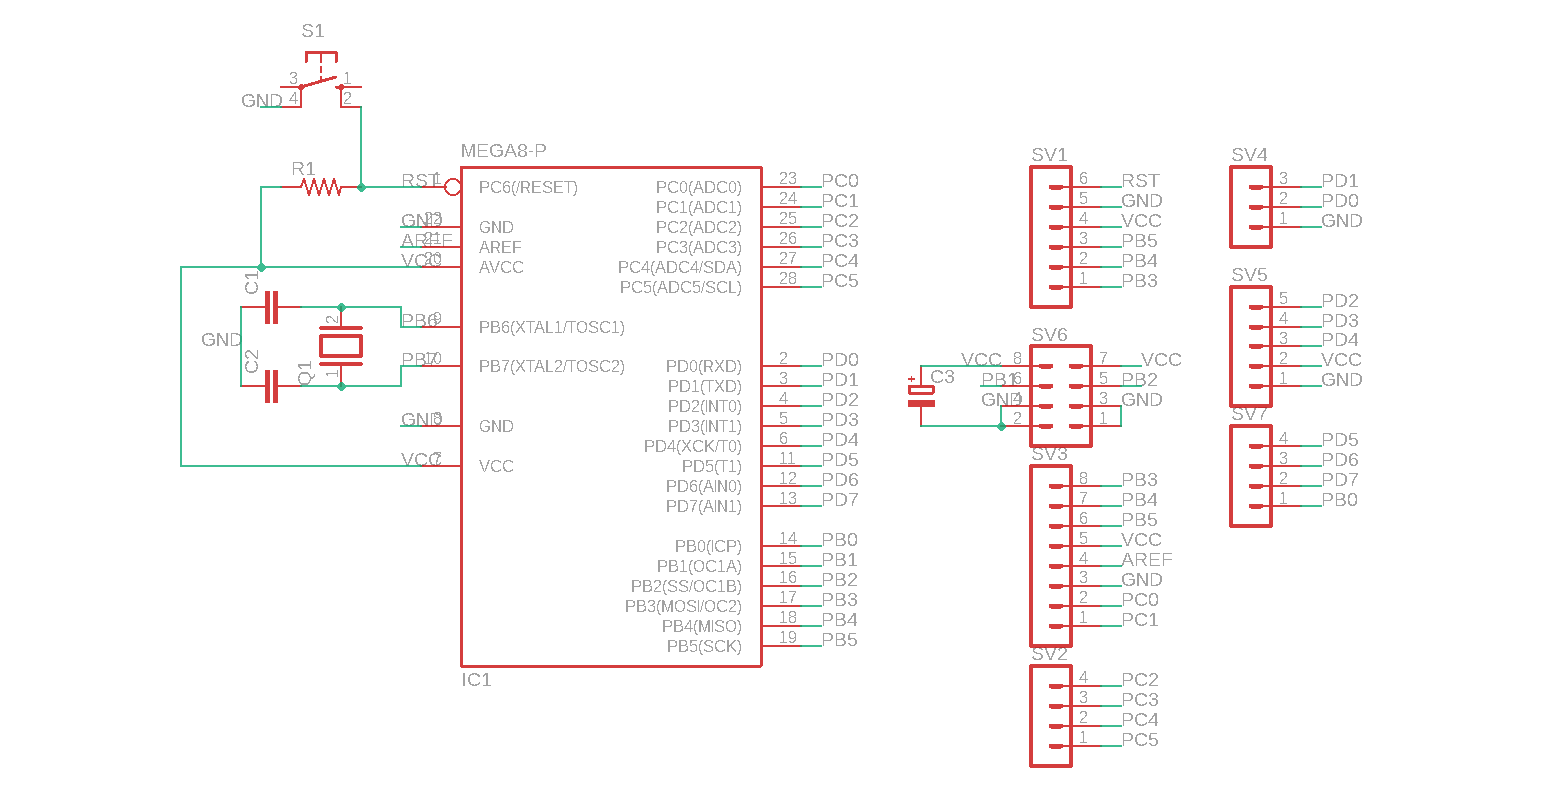 S1
3
1
GND
4
2
R1
RST
1
MEGA8-P
PC6(/RESET)
GND
22
GND
AREF
21
AREF
VCC
20
AVCC
C1
GND
C2
2
1
Q1
PB6
9
PB6(XTAL1/TOSC1)
PB7
10
PB7(XTAL2/TOSC2)
GND
8
GND
VCC
7
VCC
PC0(ADC0) 23 PC0
PC1(ADC1) 24 PC1
PC2(ADC2) 25 PC2
PC3(ADC3) 26 PC3
PC4(ADC4/SDA) 27 PC4
PC5(ADC5/SCL) 28 PC5
PD0(RXD) 2 PD0
PD1(TXD) 3 PD1
PD2(INT0) 4 PD2
PD3(INT1) 5 PD3
PD4(XCK/T0) 6 PD4
PD5(T1) 11 PD5
PD6(AIN0) 12 PD6
PD7(AIN1) 13 PD7
PB0(ICP) 14 PB0
PB1(OC1A) 15 PB1
PB2(SS/OC1B) 16 PB2
PB3(MOSI/OC2) 17 PB3
PB4(MISO) 18 PB4
PB5(SCK) 19 PB5
IC1
SV1
6 RST
5 GND
4 VCC
3 PB5
2 PB4
1 PB3
SV6
VCC 8 7 VCC
PB1 6 5 PB2
GND 4 3 GND
2 1
+
C3
SV3
8 PB3
7 PB4
6 PB5
5 VCC
4 AREF
3 GND
2 PC0
1 PC1
SV2
4 PC2
3 PC3
2 PC4
1 PC5
SV4
3 PD1
2 PD0
1 GND
SV5
5 PD2
4 PD3
3 PD4
2 VCC
1 GND
SV7
4 PD5
3 PD6
2 PD7
1 PB0